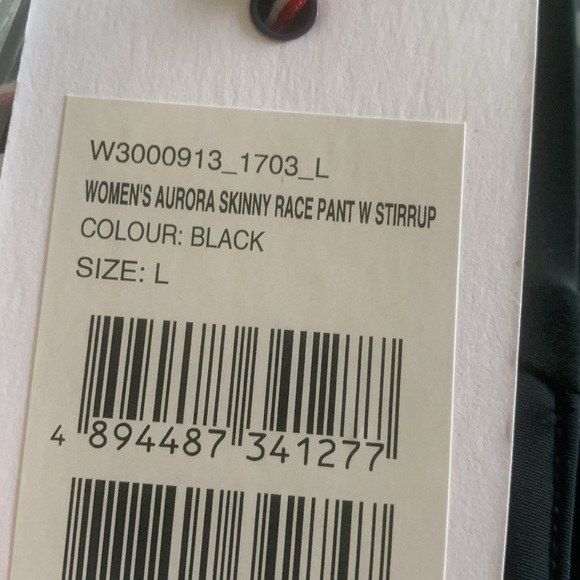 W3000913_1703_L
WOMEN'S AURORA SKINNY RACE PANT W STIRRUP
COLOUR: BLACK
SIZE: L
4 894487 341277